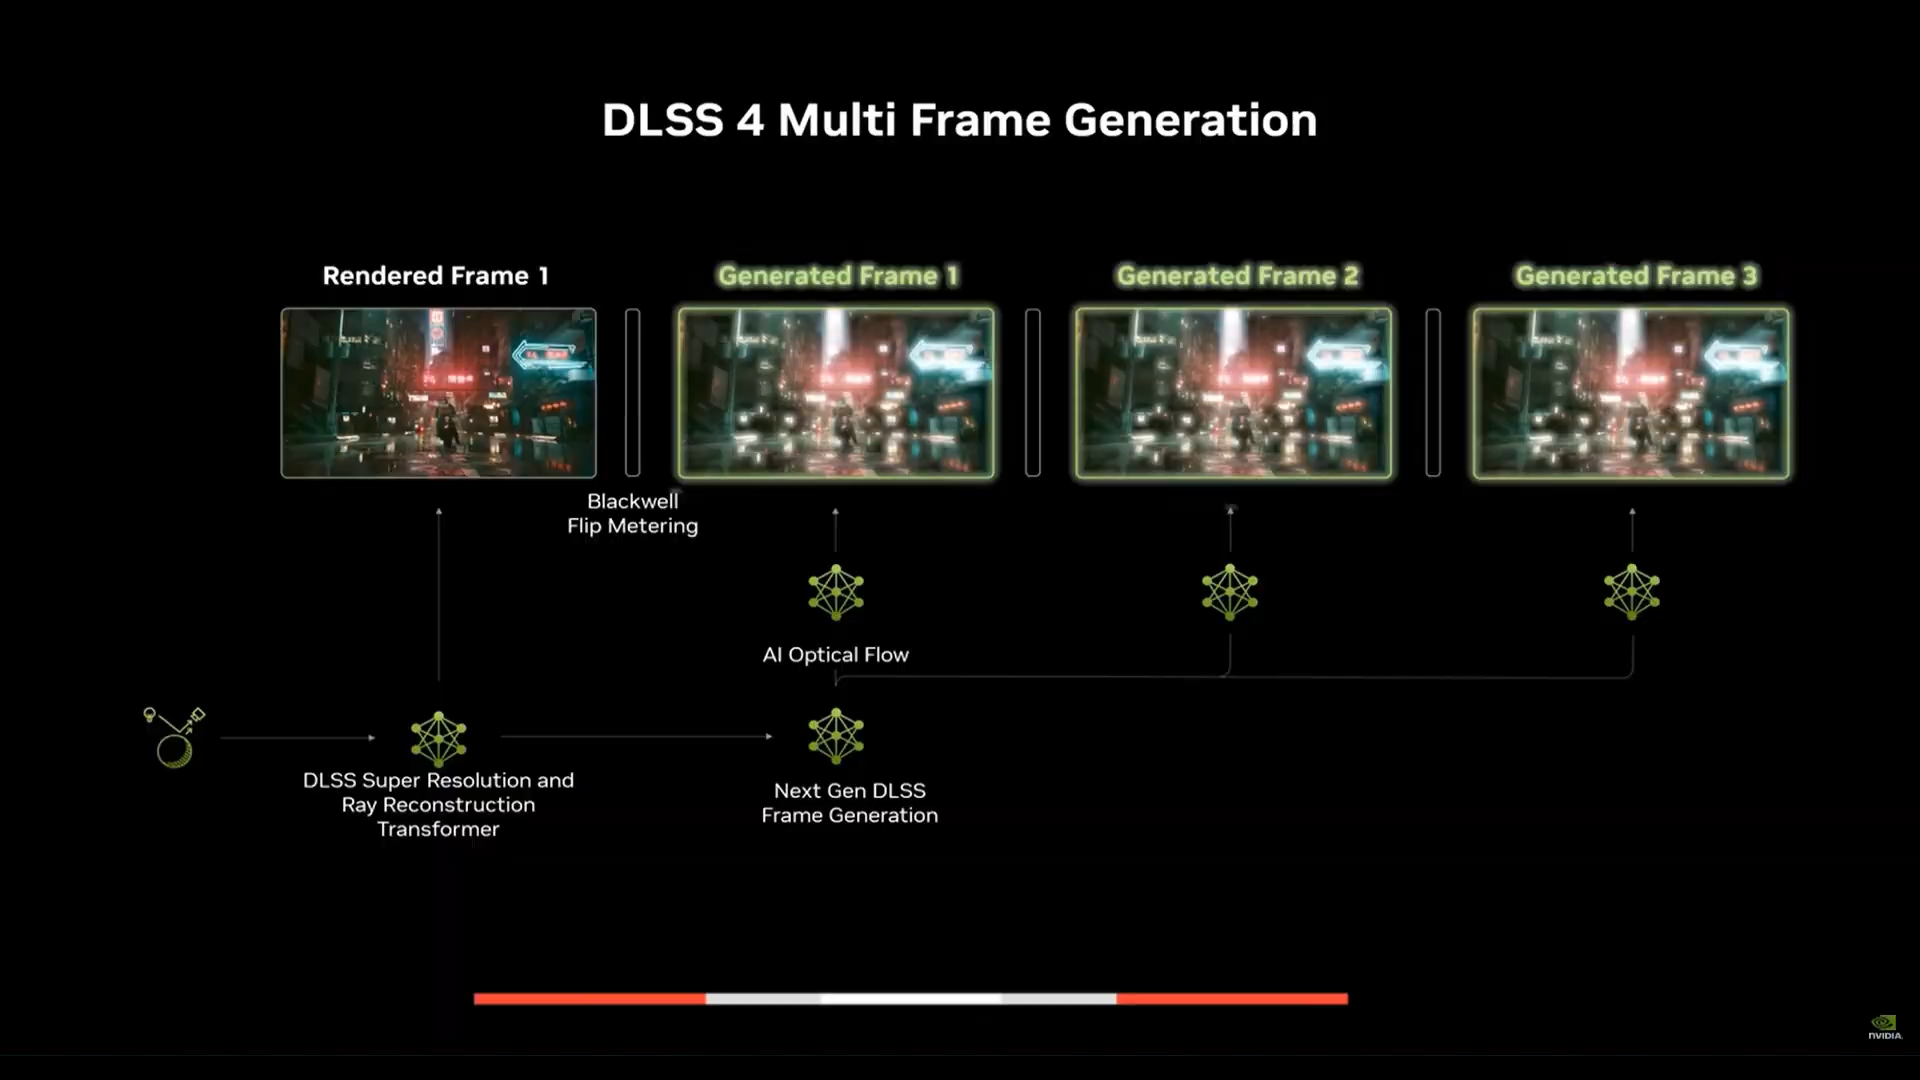 DLSS 4 Multi Frame Generation
Rendered Frame 1
Generated Frame 1
Generated Frame 2
Generated Frame 3
Blackwell
Flip Metering
AI Optical Flow
DLSS Super Resolution and
Ray Reconstruction
Transformer
Next Gen DLSS
Frame Generation
NVIDIA.